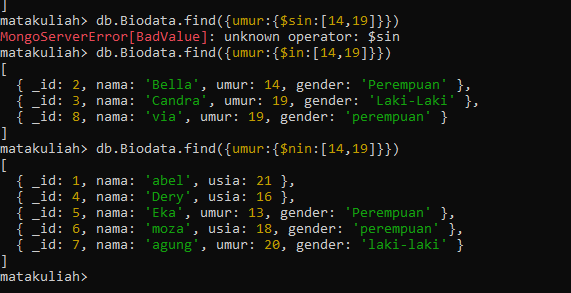 ]
matakuliah> db.Biodata.find({umur:{$sin:[14,19]}})
MongoServerError[BadValue]: unknown operator: $sin
matakuliah> db.Biodata.find({umur:{$in:[14,19]}})
[
  { _id: 2, nama: 'Bella', umur: 14, gender: 'Perempuan' },
  { _id: 3, nama: 'Candra', umur: 19, gender: 'Laki-Laki' },
  { _id: 8, nama: 'via', umur: 19, gender: 'perempuan' }
]
matakuliah> db.Biodata.find({umur:{$nin:[14,19]}})
[
  { _id: 1, nama: 'abel', usia: 21 },
  { _id: 4, nama: 'Dery', usia: 16 },
  { _id: 5, nama: 'Eka', umur: 13, gender: 'Perempuan' },
  { _id: 6, nama: 'moza', usia: 18, gender: 'perempuan' },
  { _id: 7, nama: 'agung', umur: 20, gender: 'laki-laki' }
]
matakuliah>